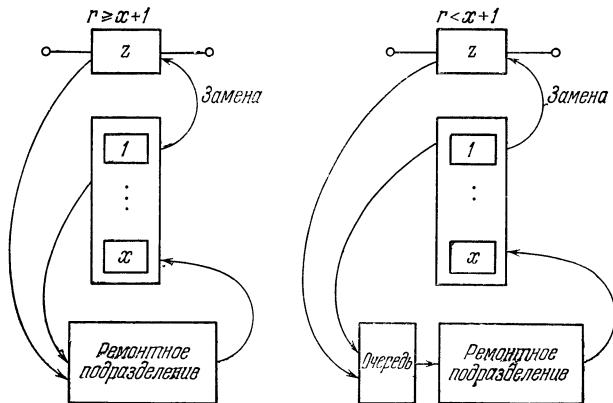 r ⩾ x+1
z
Замена
1
⋮
x
Ремонтное
подразделение
r < x+1
z
Замена
1
⋮
x
Очередь
Ремонтное
подразделение